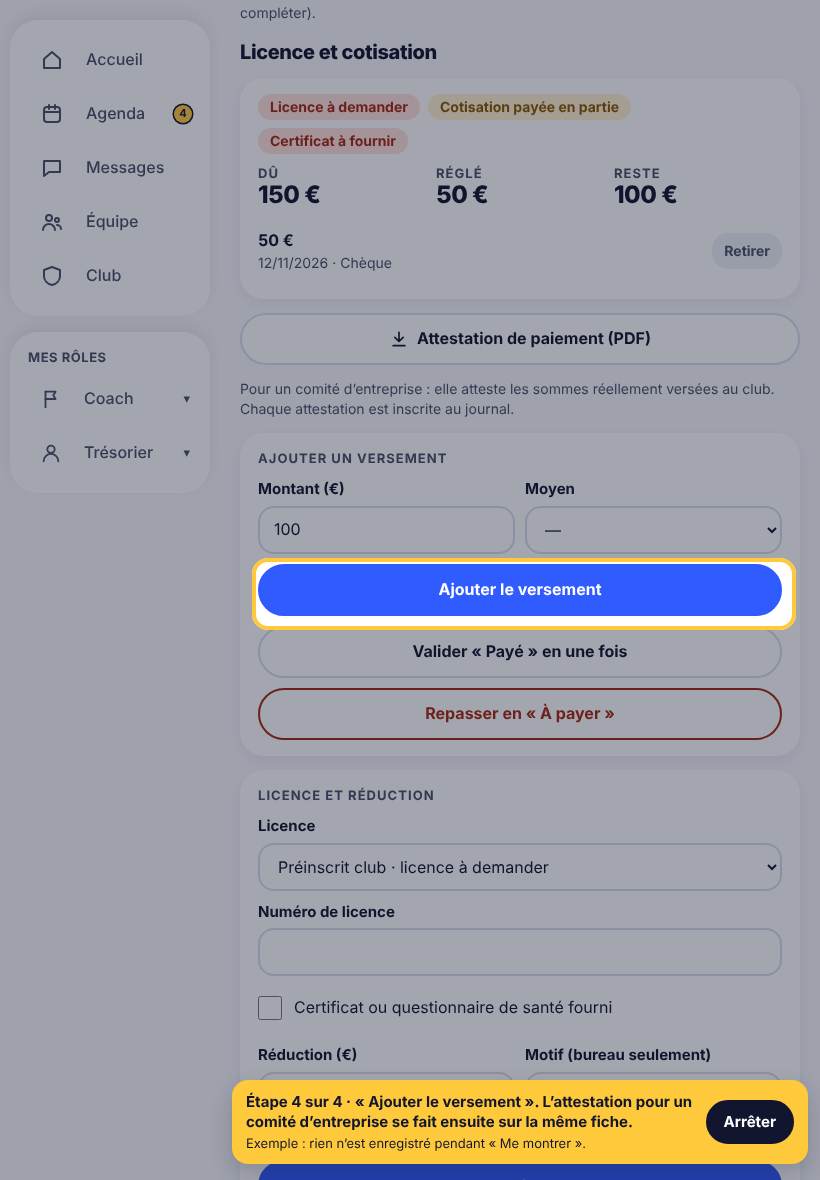 compléter).
Accueil
Agenda
4
Messages
Équipe
Club
MES RÔLES
Coach
Trésorier
Licence et cotisation
Licence à demander
Cotisation payée en partie
Certificat à fournir
DÛ
RÉGLÉ
RESTE
150 €
50 €
100 €
50 €
12/11/2026 · Chèque
Retirer
Attestation de paiement (PDF)
Pour un comité d’entreprise : elle atteste les sommes réellement versées au club.
Chaque attestation est inscrite au journal.
AJOUTER UN VERSEMENT
Montant (€)
Moyen
100
—
Ajouter le versement
Valider « Payé » en une fois
Repasser en « À payer »
LICENCE ET RÉDUCTION
Licence
Préinscrit club · licence à demander
Numéro de licence
Certificat ou questionnaire de santé fourni
Réduction (€)
Motif (bureau seulement)
Étape 4 sur 4 · « Ajouter le versement ». L’attestation pour un
comité d’entreprise se fait ensuite sur la même fiche.
Exemple : rien n’est enregistré pendant « Me montrer ».
Arrêter